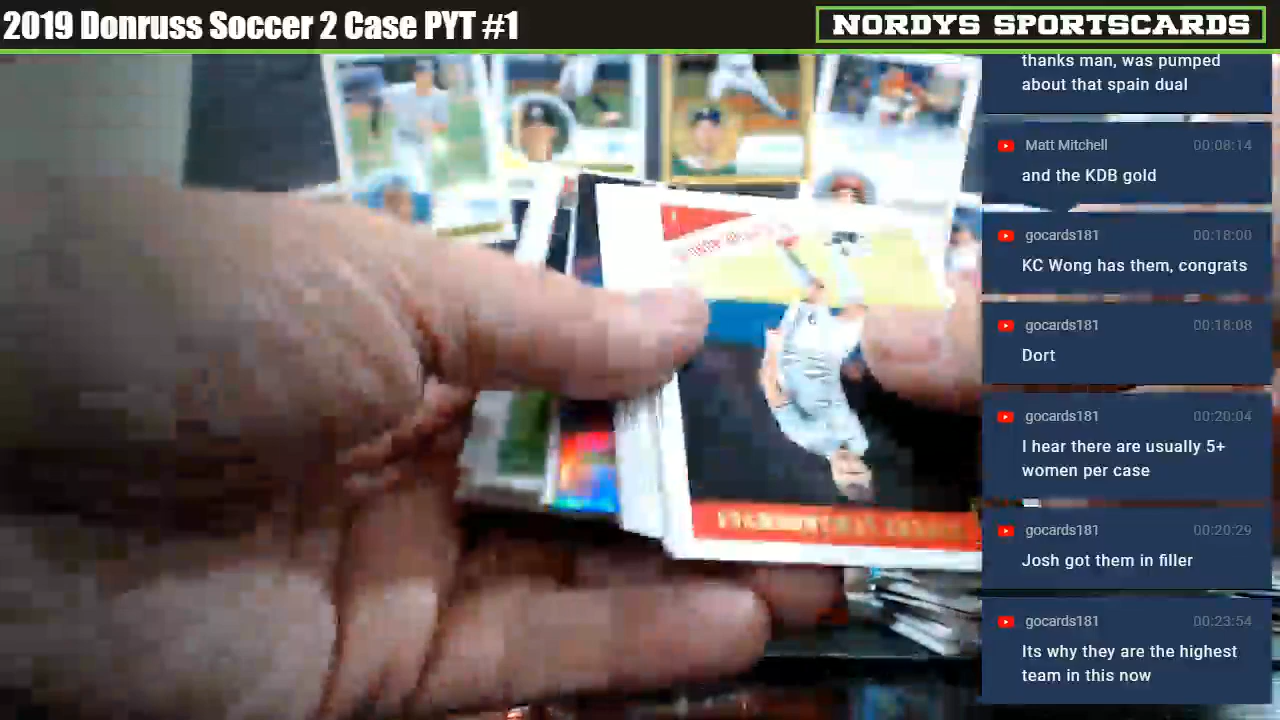 2019 Donruss Soccer 2 Case PYT #1
NORDYS SPORTSCARDS
thanks man, was pumped
about that spain dual
Matt Mitchell 00:08:14
and the KDB gold
gocards181 00:18:00
KC Wong has them, congrats
gocards181 00:18:08
Dort
gocards181 00:20:04
I hear there are usually 5+
women per case
gocards181 00:20:29
Josh got them in filler
gocards181 00:23:54
Its why they are the highest
team in this now